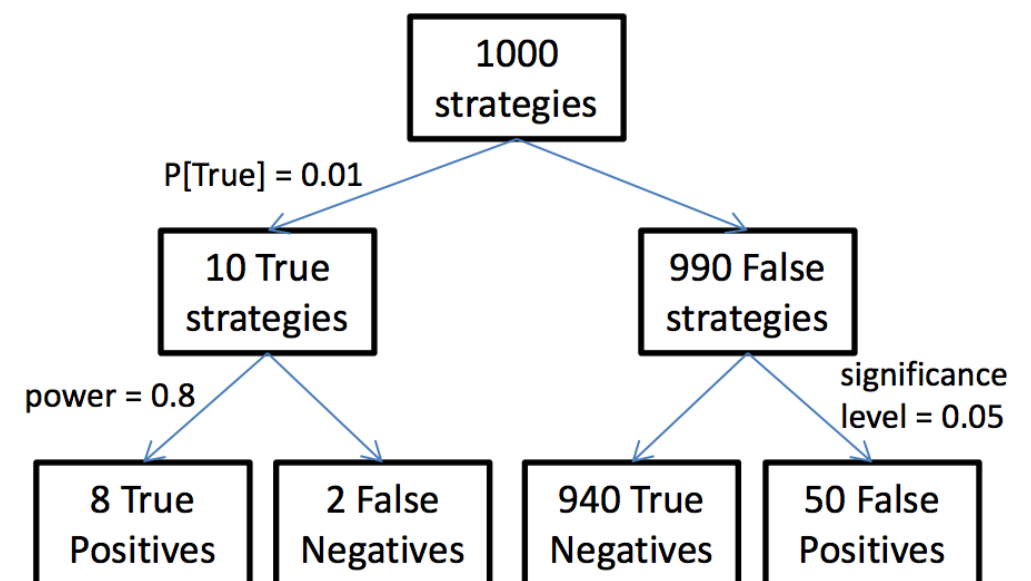 1000
strategies
P[True] = 0.01
10 True
strategies
990 False
strategies
power = 0.8
significance
level = 0.05
8 True
Positives
2 False
Negatives
940 True
Negatives
50 False
Positives